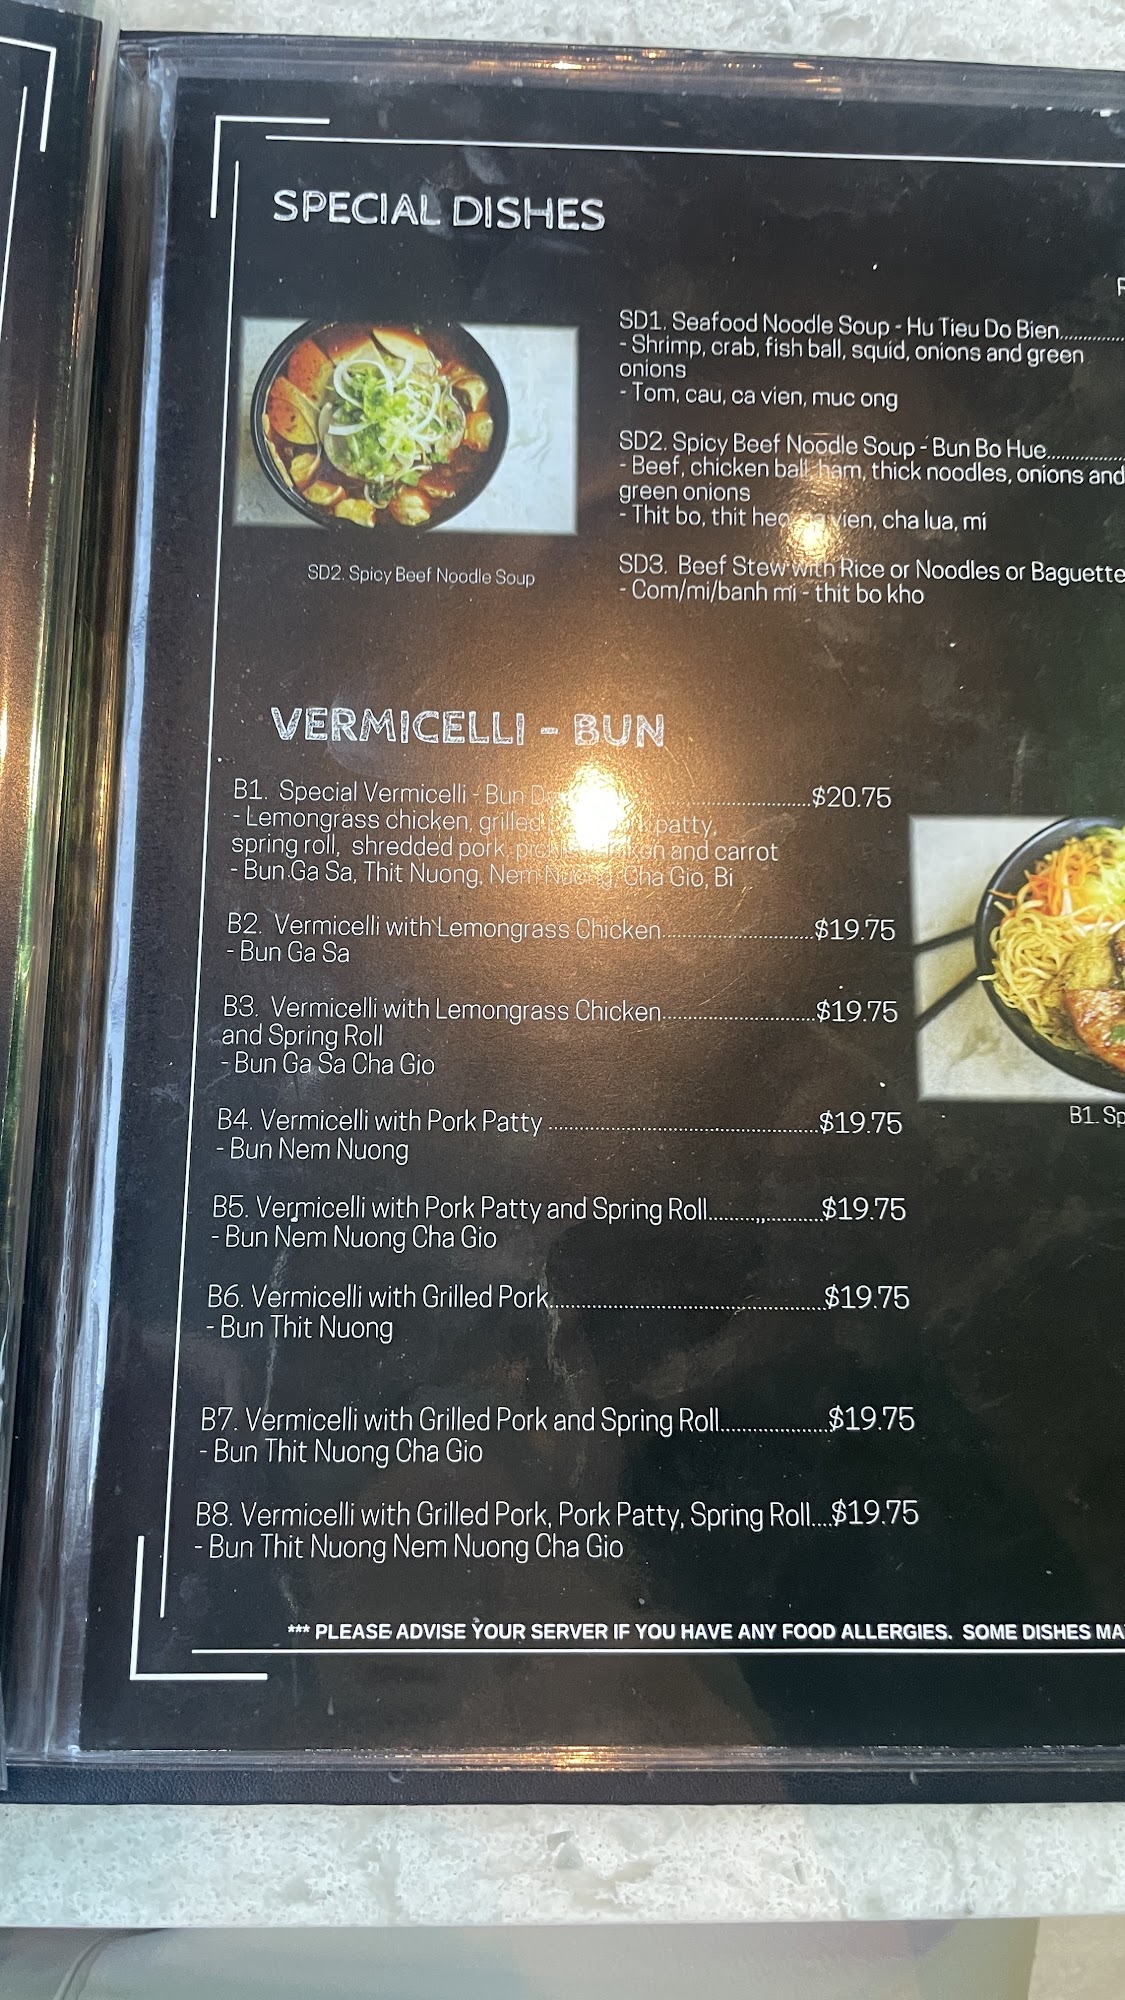 SPECIAL DISHES
SD1. Seafood Noodle Soup - Hu Tieu Do Bien
- Shrimp, crab, fish ball, squid, onions and green
onions
- Tom, cau, ca vien, muc ong
SD2. Spicy Beef Noodle Soup - Bun Bo Hue
- Beef, chicken ball, ham, thick noodles, onions and
green onions
- Thit bo, thit heo, vien, cha lua, mi
SD3. Beef Stew with Rice or Noodles or Baguette
- Com/mi/banh mi - thit bo kho
SD2. Spicy Beef Noodle Soup
VERMICELLI - BUN
B1. Special Vermicelli - Bun $20.75
- Lemongrass chicken, grilled patty,
spring roll, shredded pork, and carrot
- Bun Ga Sa, Thit Nuong, Nem Nuong, Cha Gio, Bi
B2. Vermicelli with Lemongrass Chicken $19.75
- Bun Ga Sa
B3. Vermicelli with Lemongrass Chicken $19.75
and Spring Roll
- Bun Ga Sa Cha Gio
B4. Vermicelli with Pork Patty $19.75
- Bun Nem Nuong
B5. Vermicelli with Pork Patty and Spring Roll $19.75
- Bun Nem Nuong Cha Gio
B6. Vermicelli with Grilled Pork $19.75
- Bun Thit Nuong
B7. Vermicelli with Grilled Pork and Spring Roll $19.75
- Bun Thit Nuong Cha Gio
B8. Vermicelli with Grilled Pork, Pork Patty, Spring Roll $19.75
- Bun Thit Nuong Nem Nuong Cha Gio
B1. Sp
*** PLEASE ADVISE YOUR SERVER IF YOU HAVE ANY FOOD ALLERGIES. SOME DISHES MAY